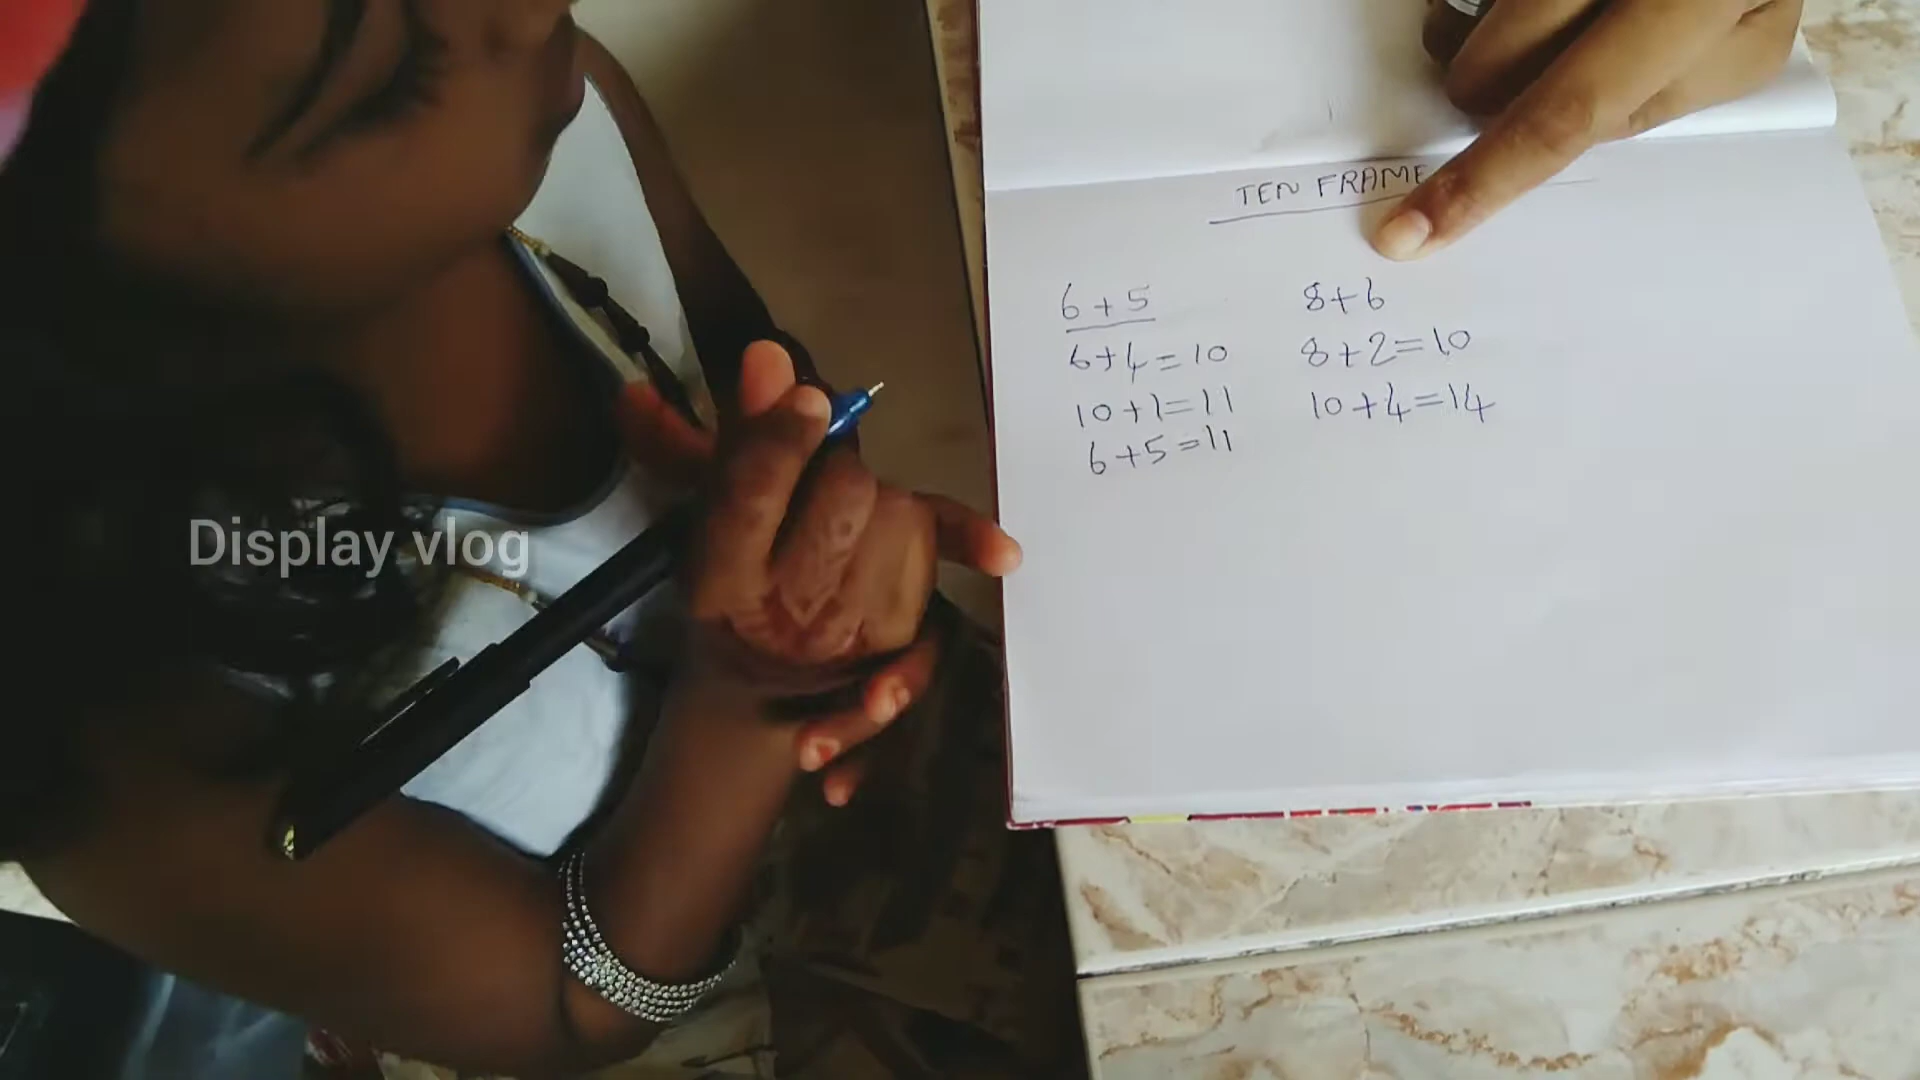 TEN FRAME
6 + 5
6+4=10
10+1=11
6+5=11
8+6
8+2=10
10+4=14
Display vlog